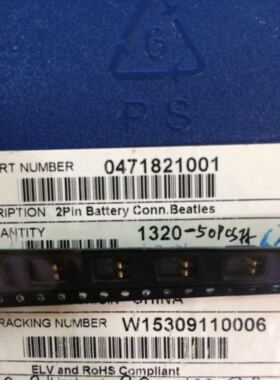 6
PS
RT NUMBER 0471821001
RIPTION 2Pin Battery Conn.Beatles
QUANTITY 1320-50PCS
CHINA
RACKING NUMBER W15309110006
ELV and RoHS Compliant